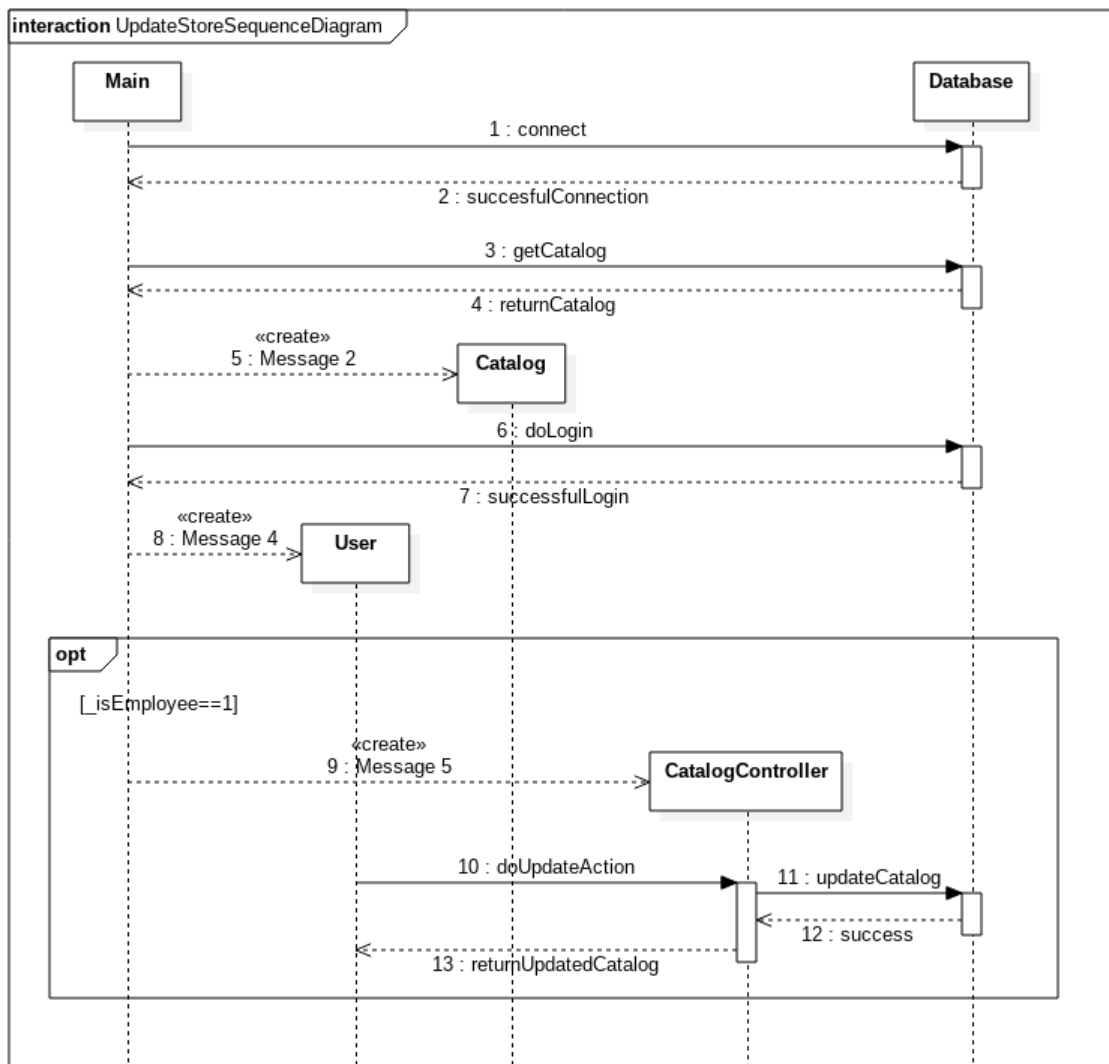 interaction UpdateStoreSequenceDiagram
Main
Database
1 : connect
2 : succesfulConnection
3 : getCatalog
4 : returnCatalog
«create»
5 : Message 2
Catalog
6 : doLogin
7 : successfulLogin
«create»
8 : Message 4
User
opt
[_isEmployee==1]
«create»
9 : Message 5
CatalogController
10 : doUpdateAction
11 : updateCatalog
12 : success
13 : returnUpdatedCatalog